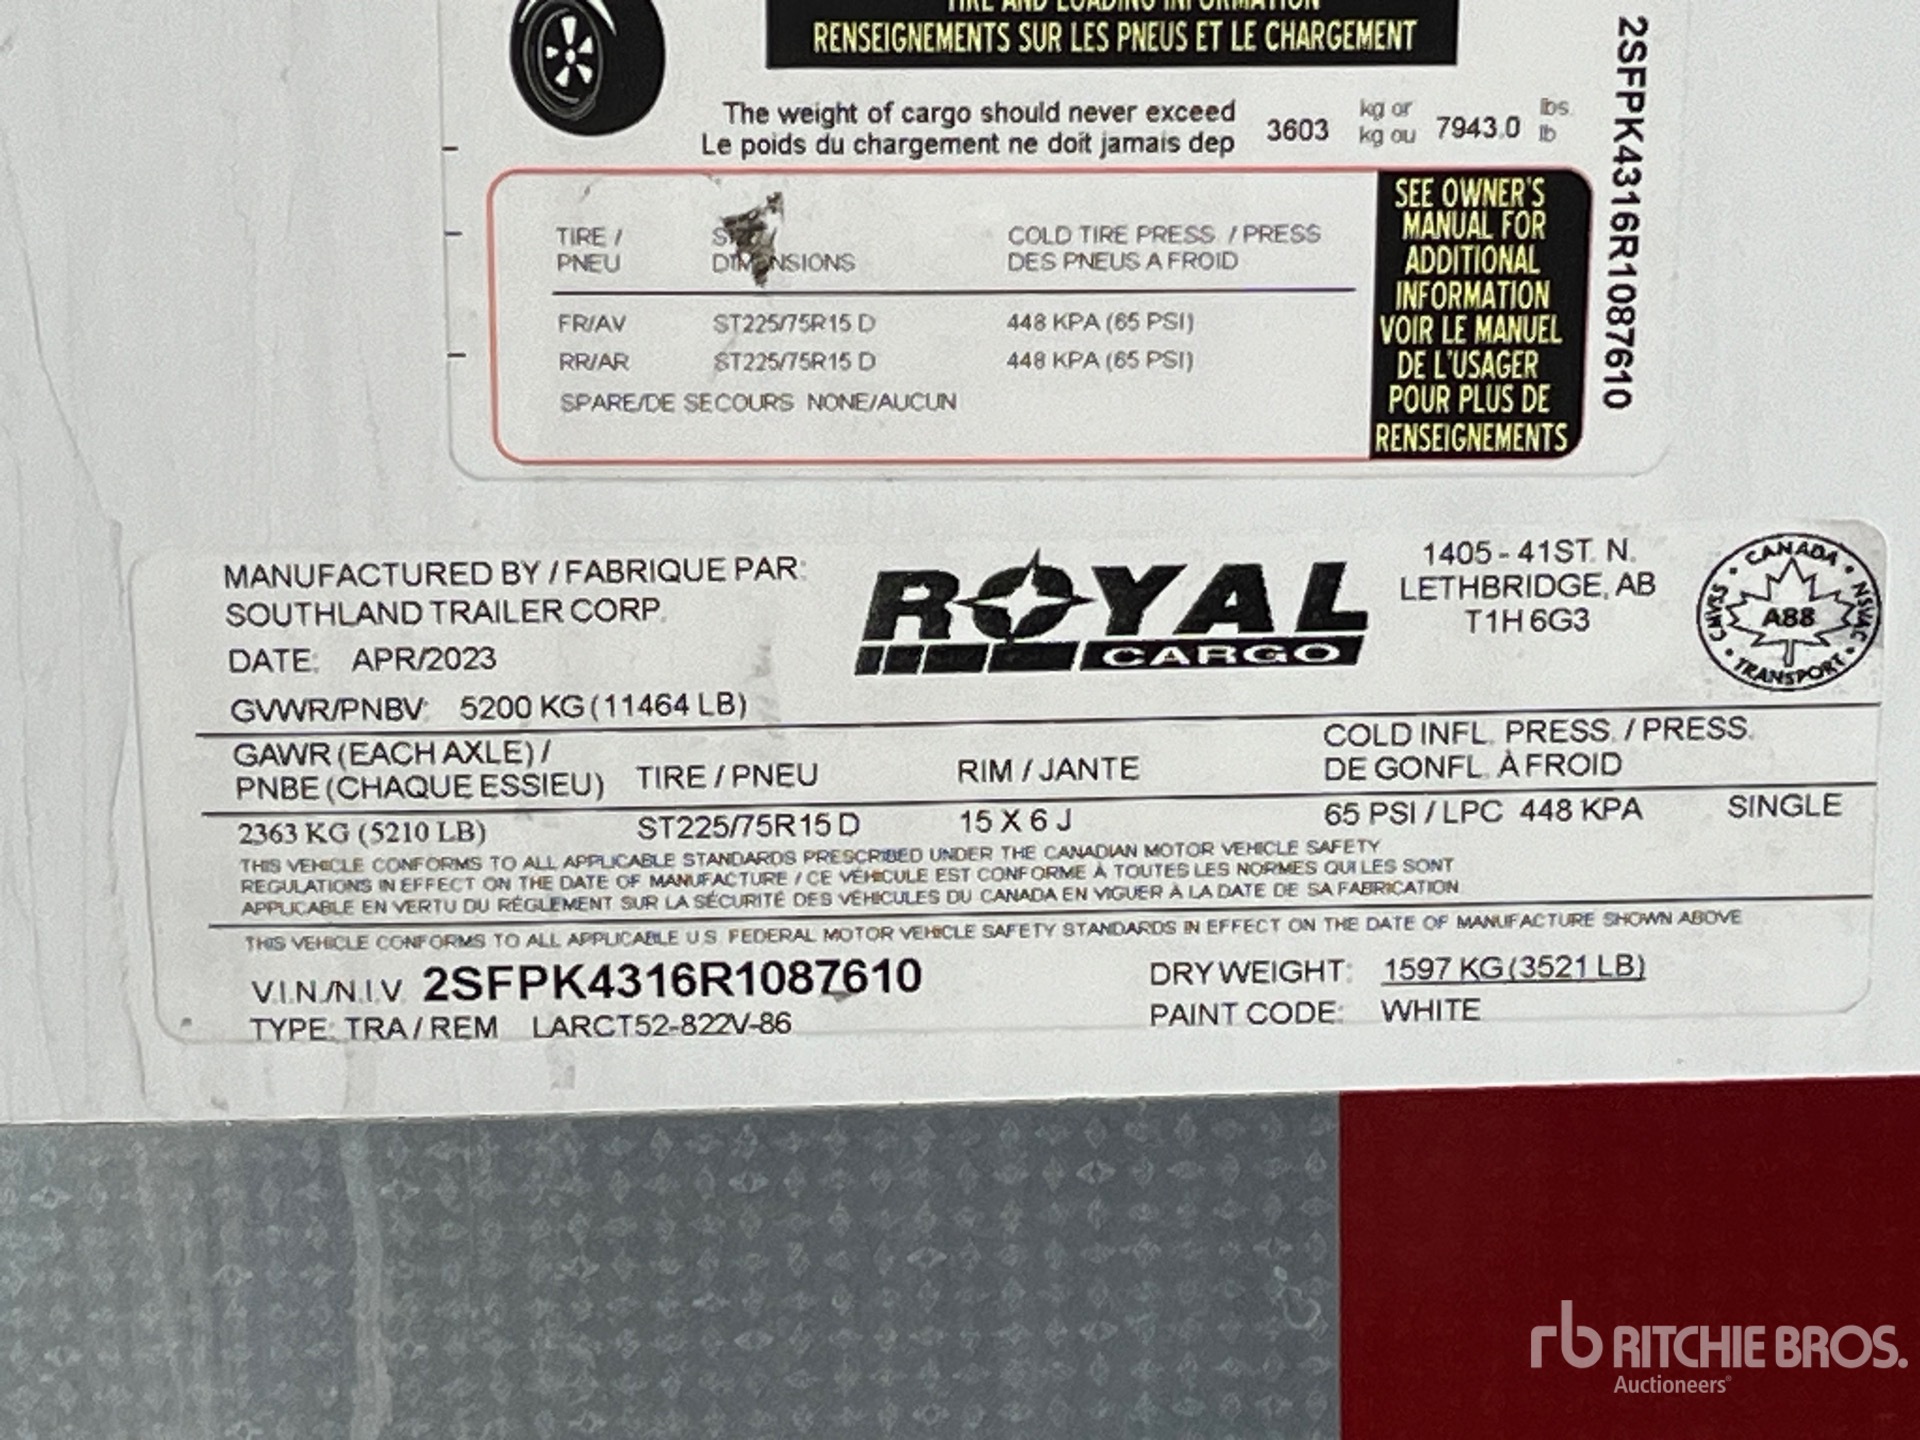 TIRE AND LOADING INFORMATION
RENSEIGNEMENTS SUR LES PNEUS ET LE CHARGEMENT
The weight of cargo should never exceed 3603 kg or 7943.0 lbs.
Le poids du chargement ne doit jamais dep kg ou lb
2SFPK4316R1087610
TIRE / COLD TIRE PRESS. / PRESS
PNEU DIMENSIONS DES PNEUS A FROID
FR/AV ST225/75R15 D 448 KPA (65 PSI)
RR/AR ST225/75R15 D 448 KPA (65 PSI)
SPARE/DE SECOURS NONE/AUCUN
SEE OWNER'S
MANUAL FOR
ADDITIONAL
INFORMATION
VOIR LE MANUEL
DE L'USAGER
POUR PLUS DE
RENSEIGNEMENTS
MANUFACTURED BY / FABRIQUE PAR:
SOUTHLAND TRAILER CORP.
DATE: APR/2023
GVWR/PNBV: 5200 KG (11464 LB)
ROYAL
CARGO
1405 - 41ST. N.
LETHBRIDGE, AB
T1H 6G3
CANADA
A88
TRANSPORT
CMVSS
NSVAC
GAWR (EACH AXLE) / 
PNBE (CHAQUE ESSIEU) TIRE / PNEU RIM / JANTE
COLD INFL. PRESS. / PRESS.
DE GONFL. À FROID
2363 KG (5210 LB) ST225/75R15 D 15 X 6 J 65 PSI / LPC 448 KPA SINGLE
THIS VEHICLE CONFORMS TO ALL APPLICABLE STANDARDS PRESCRIBED UNDER THE CANADIAN MOTOR VEHICLE SAFETY
REGULATIONS IN EFFECT ON THE DATE OF MANUFACTURE / CE VÉHICULE EST CONFORME À TOUTES LES NORMES QUI LES SONT
APPLICABLE EN VERTU DU RÉGLEMENT SUR LA SÉCURITÉ DES VÉHICULES DU CANADA EN VIGUER À LA DATE DE SA FABRICATION
THIS VEHICLE CONFORMS TO ALL APPLICABLE U.S. FEDERAL MOTOR VEHICLE SAFETY STANDARDS IN EFFECT ON THE DATE OF MANUFACTURE SHOWN ABOVE
V.I.N./N.I.V. 2SFPK4316R1087610 DRY WEIGHT: 1597 KG (3521 LB)
TYPE: TRA / REM LARCT52-822V-86 PAINT CODE: WHITE
rb RITCHIE BROS.
Auctioneers